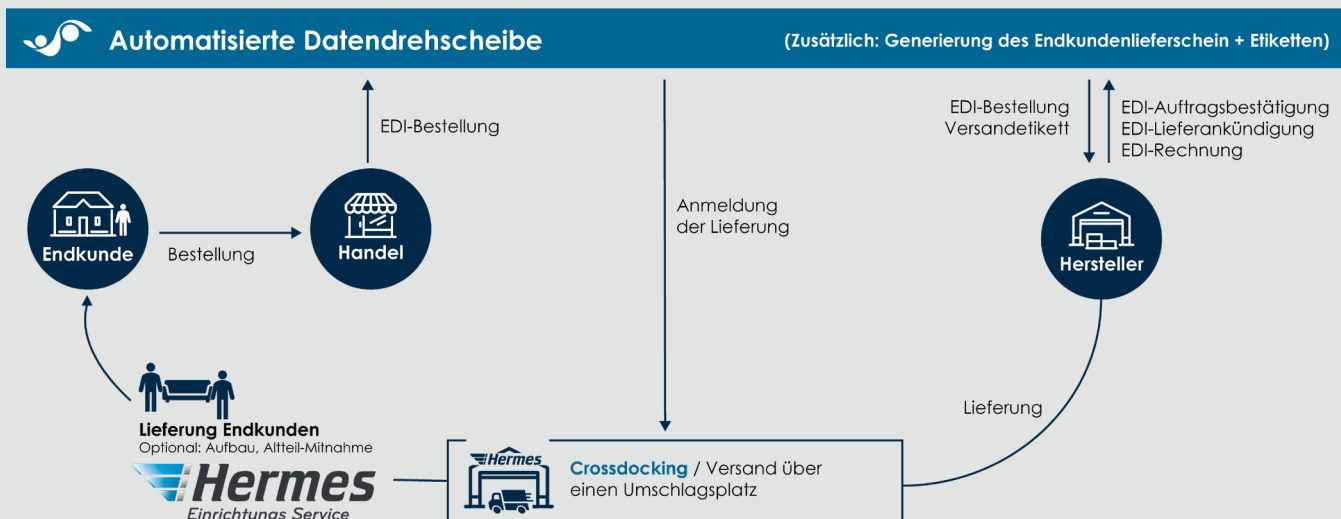 Automatisierte Datendrehscheibe
(Zusätzlich: Generierung des Endkundenlieferschein + Etiketten)
EDI-Bestellung
EDI-Bestellung
Versandetikett
EDI-Auftragsbestätigung
EDI-Lieferankündigung
EDI-Rechnung
Endkunde
Bestellung
Handel
Anmeldung
der Lieferung
Hersteller
Lieferung
Lieferung Endkunden
Optional: Aufbau, Altteil-Mitnahme
Hermes
Einrichtungs Service
Hermes
Crossdocking / Versand über
einen Umschlagsplatz